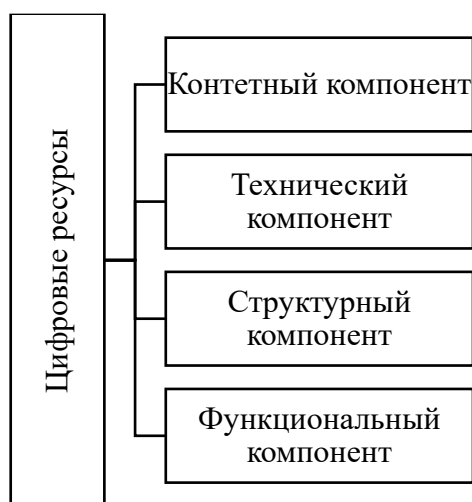 Цифровые ресурсы
Контетный компонент
Технический
компонент
Структурный
компонент
Функциональный
компонент